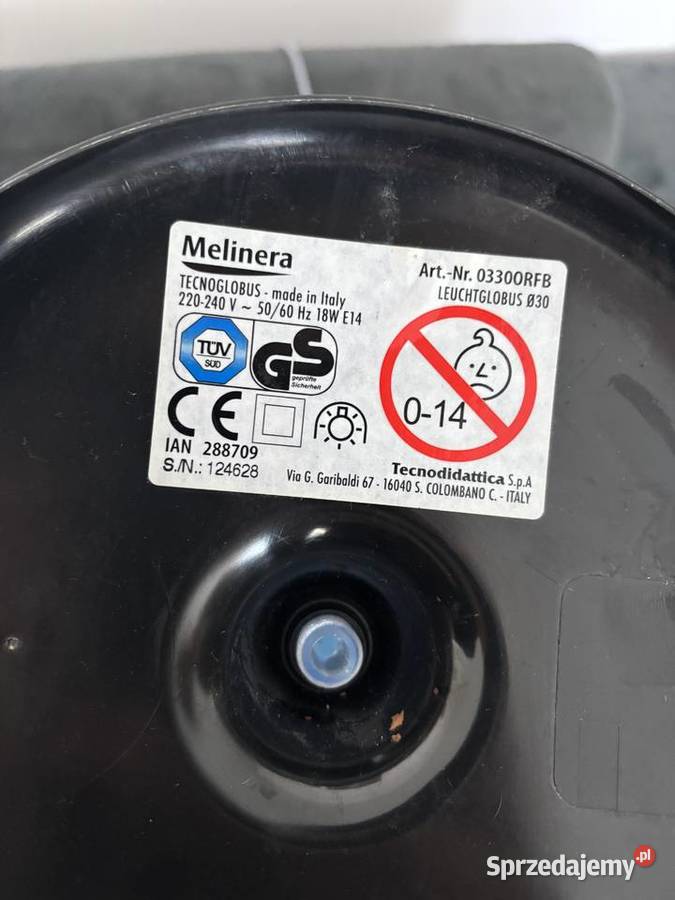 Melinera
Art.-Nr. 03300RFB
TECNOGLOBUS - made in Italy
LEUCHTGLOBUS Ø30
220-240 V ~ 50/60 Hz 18W E14
TÜV
SÜD
GS
geprüfte
Sicherheit
0-14
CE
IAN 288709
S./N.: 124628
Tecnodidattica S.p.A
Via G. Garibaldi 67 - 16040 S. COLOMBANO C. - ITALY
Sprzedajemy.pl